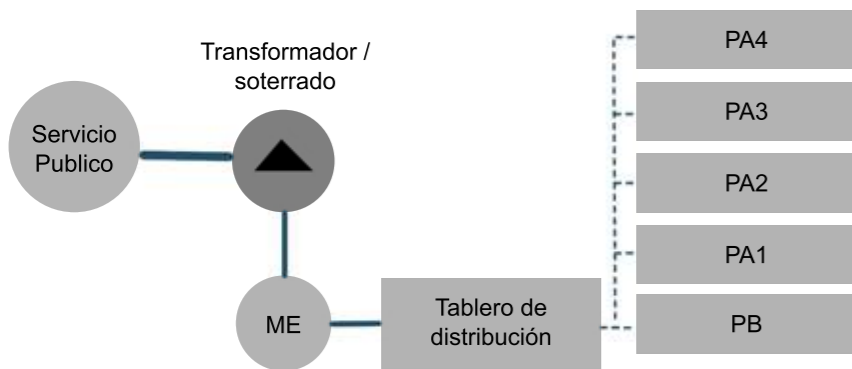 Transformador /
soterrado
Servicio
Publico
ME
Tablero de
distribución
PA4
PA3
PA2
PA1
PB